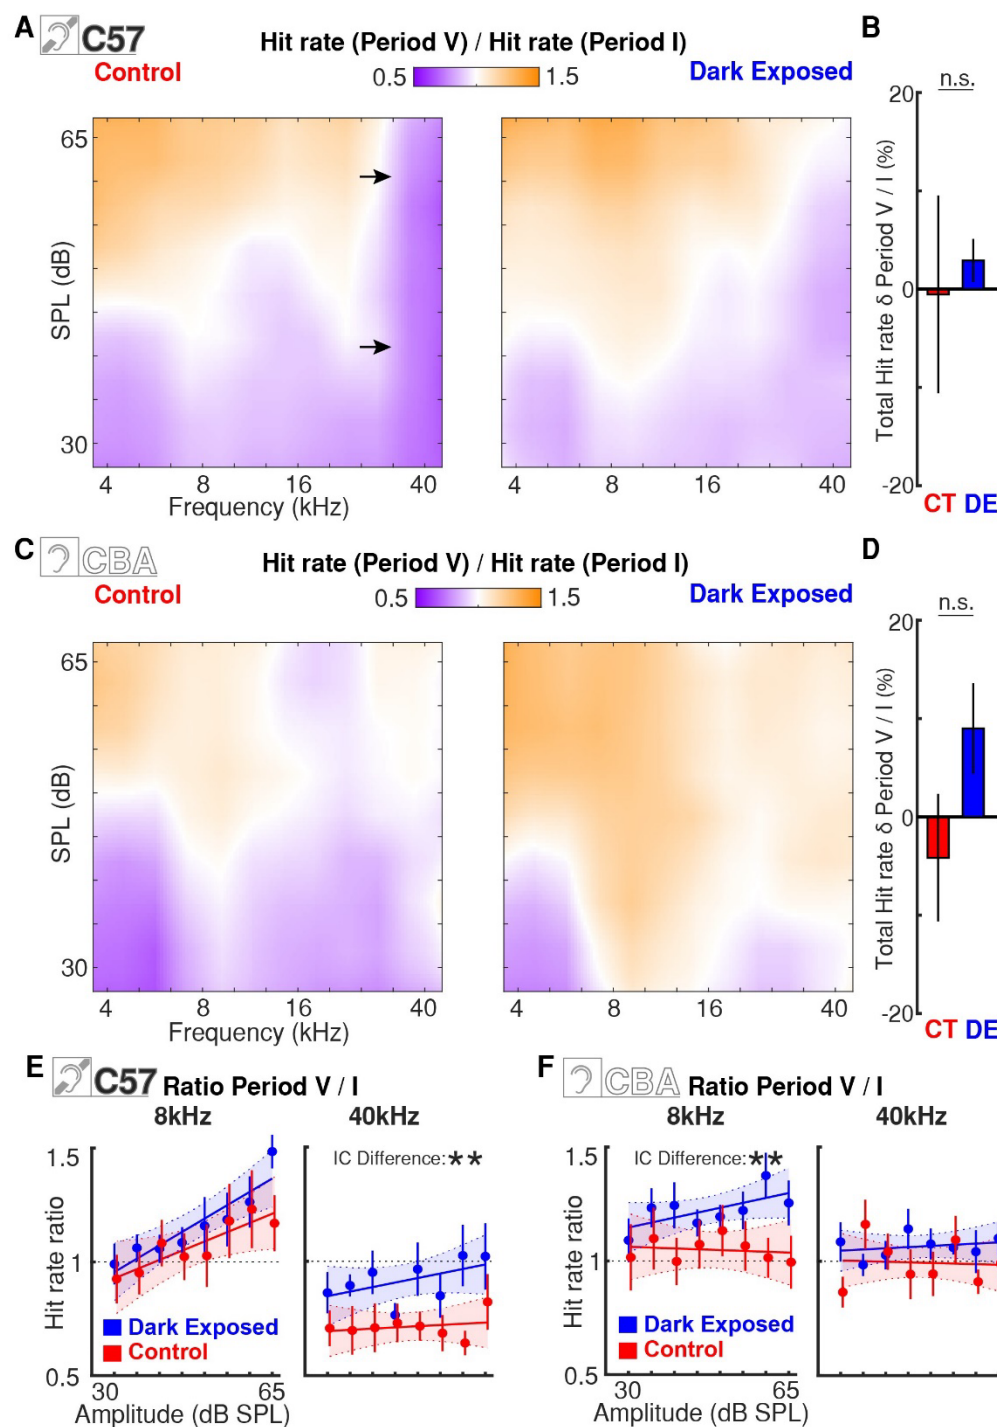 A C57 Hit rate (Period V) / Hit rate (Period I) B
Control 0.5 1.5 Dark Exposed
n.s.
20
65
0
SPL (dB)
30
-20
4 8 16 40 4 8 16 40
Frequency (kHz)
Total Hit rate δ Period V / I (%)
CT DE
C CBA Hit rate (Period V) / Hit rate (Period I) D
Control 0.5 1.5 Dark Exposed
n.s.
20
65
0
SPL (dB)
30
-20
4 8 16 40 4 8 16 40
Frequency (kHz)
Total Hit rate δ Period V / I (%)
CT DE
E C57 Ratio Period V / I
8kHz 40kHz
1.5
IC Difference: **
1
Hit rate ratio
Dark Exposed
Control
0.5
30 65
Amplitude (dB SPL)
F CBA Ratio Period V / I
8kHz 40kHz
1.5
IC Difference: **
1
Hit rate ratio
Dark Exposed
Control
0.5
30 65
Amplitude (dB SPL)